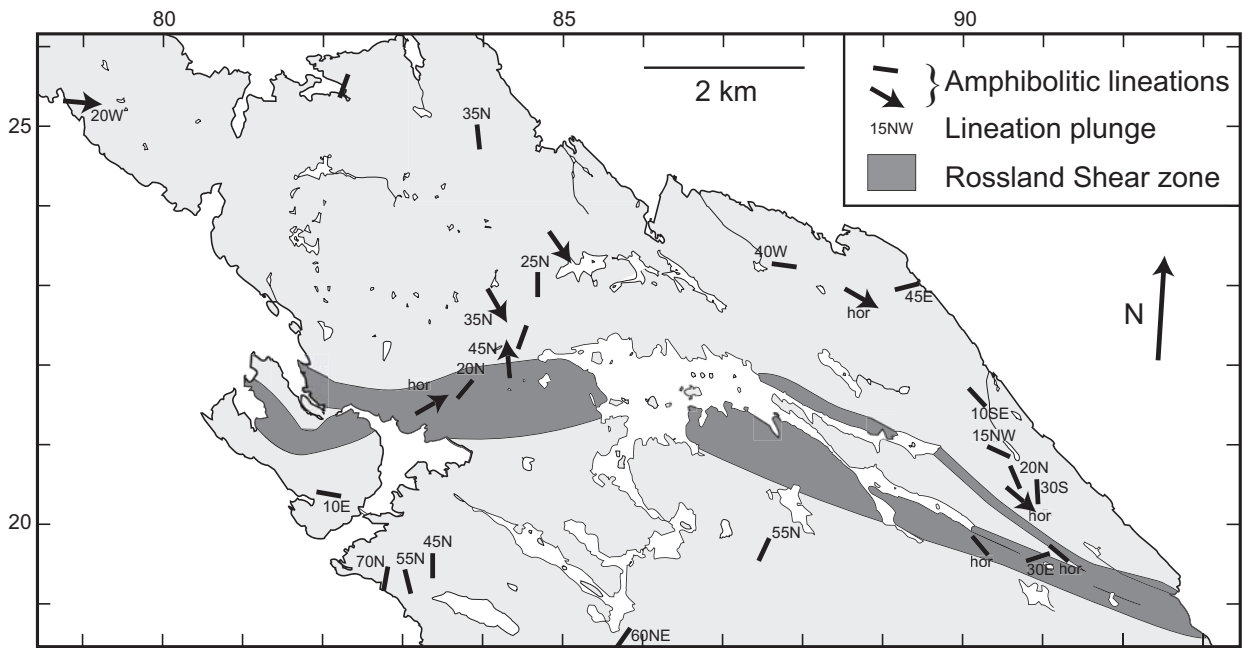 80 85 90
25
20
2 km
Amphibolitic lineations
15NW Lineation plunge
Rossland Shear zone
N
20W
35N
40W
25N
45E
hor
35N
45N
20N
hor
10SE
15NW
20N
30S
hor
10E
55N
45N
55N
70N
hor
30E
hor
60NE